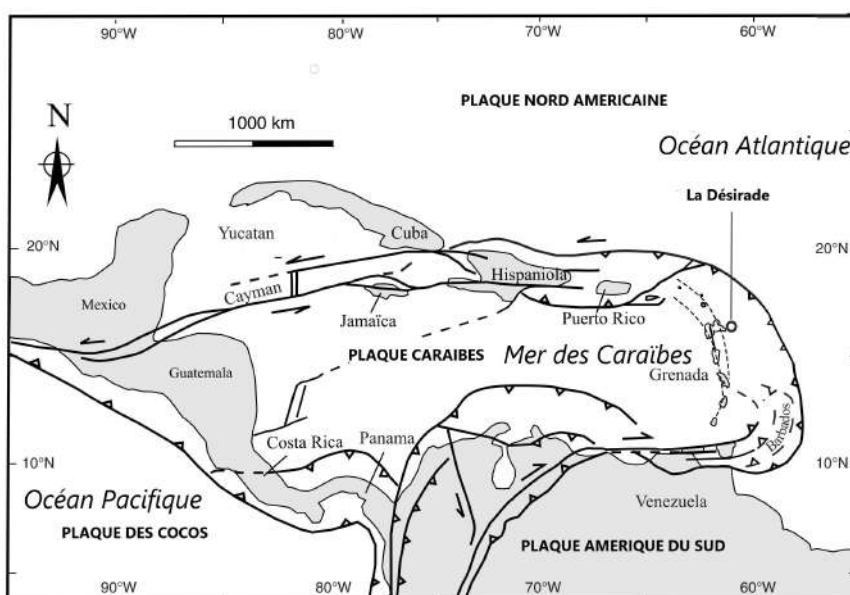 90°W 80°W 70°W 60°W
PLAQUE NORD AMERICAINE
N
1000 km
Océan Atlantique
La Désirade
Yucatan
Cuba
20°N 20°N
Hispaniola
Cayman
Mexico
Jamaïca
Puerto Rico
PLAQUE CARAIBES
Mer des Caraïbes
Guatemala
Grenada
Barbados
Costa Rica
Panama
10°N 10°N
Océan Pacifique
Venezuela
PLAQUE DES COCOS
PLAQUE AMERIQUE DU SUD
90°W 80°W 70°W 60°W